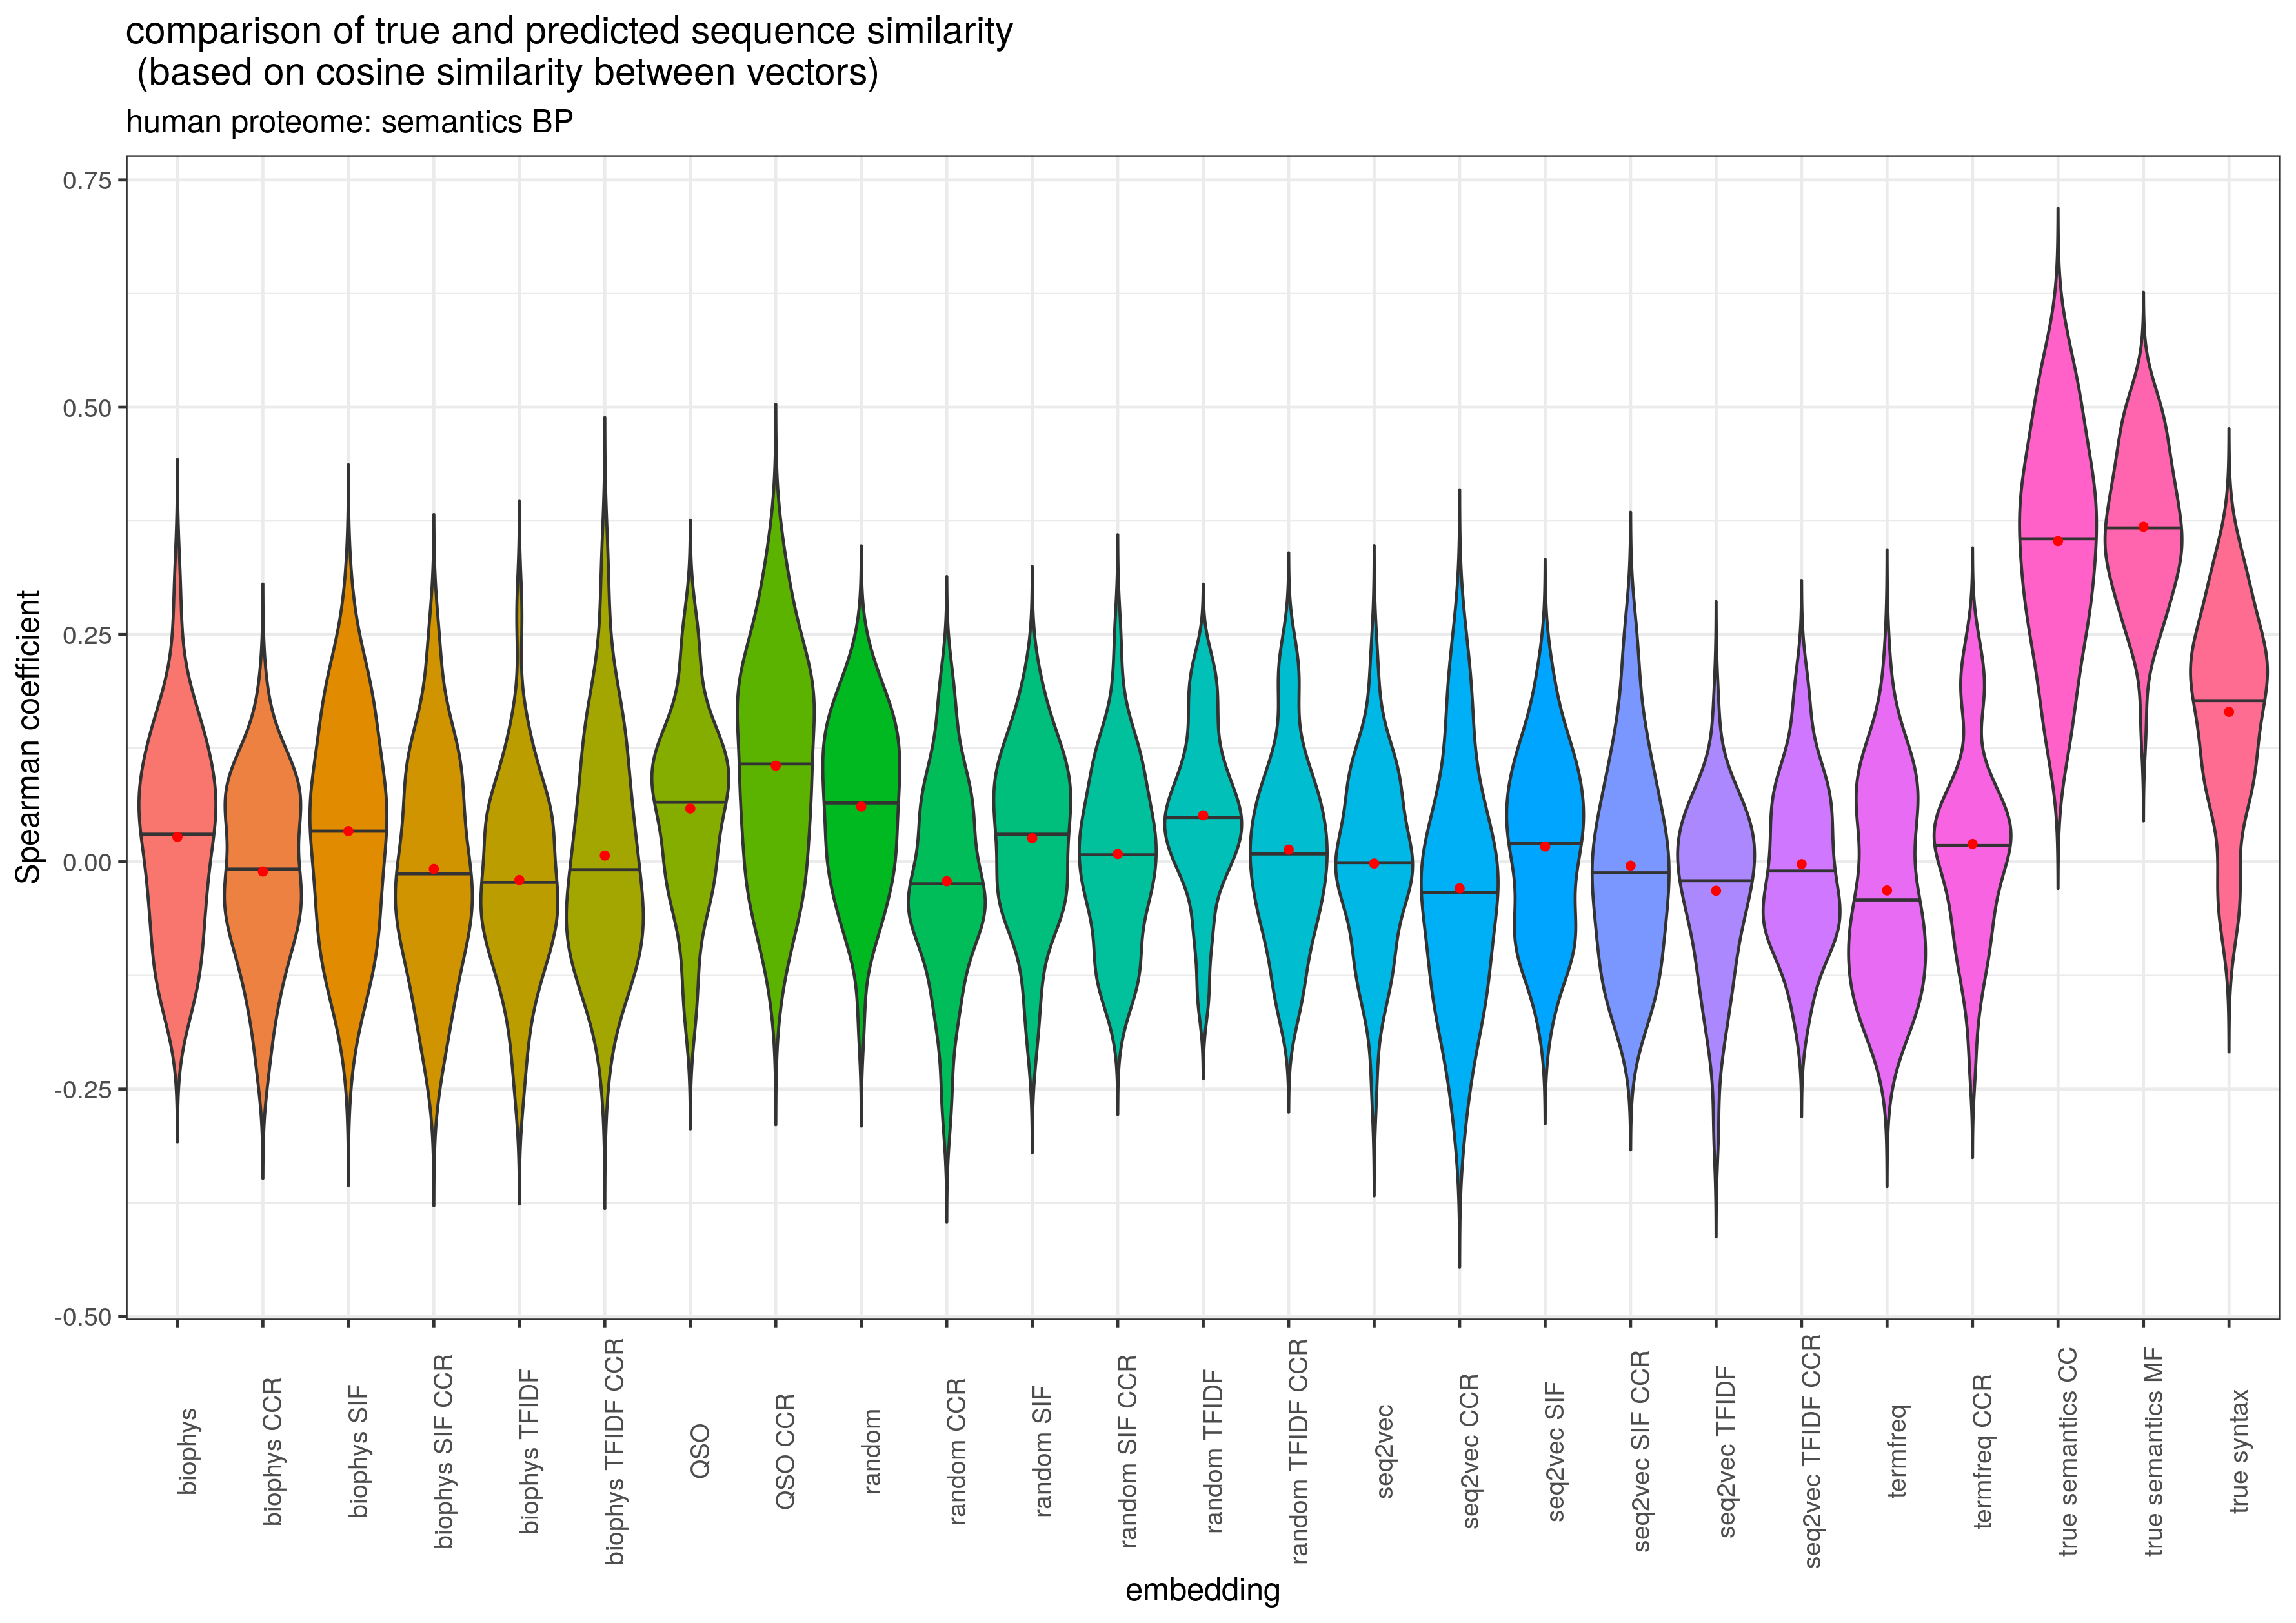 comparison of true and predicted sequence similarity
(based on cosine similarity between vectors)
human proteome: semantics BP
Spearman coefficient
0.75
0.50
0.25
0.00
-0.25
-0.50
biophys
biophys CCR
biophys SIF
biophys SIF CCR
biophys TFIDF
biophys TFIDF CCR
QSO
QSO CCR
random
random CCR
random SIF
random SIF CCR
random TFIDF
random TFIDF CCR
seq2vec
seq2vec CCR
seq2vec SIF
seq2vec SIF CCR
seq2vec TFIDF
seq2vec TFIDF CCR
termfreq
termfreq CCR
true semantics CC
true semantics MF
true syntax
embedding